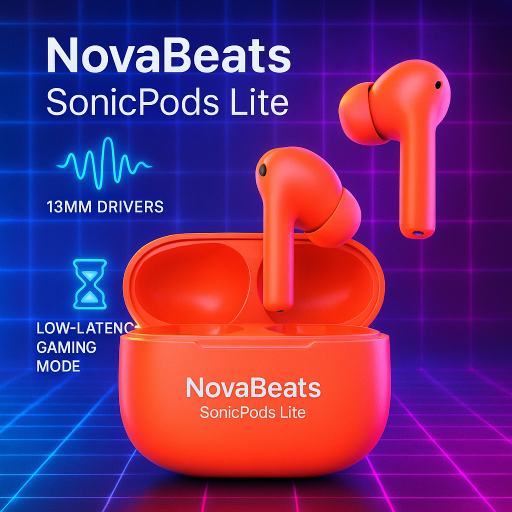 NovaBeats
SonicPods Lite
13MM DRIVERS
LOW-LATENC
GAMING
MODE
NovaBeats
SonicPods Lite